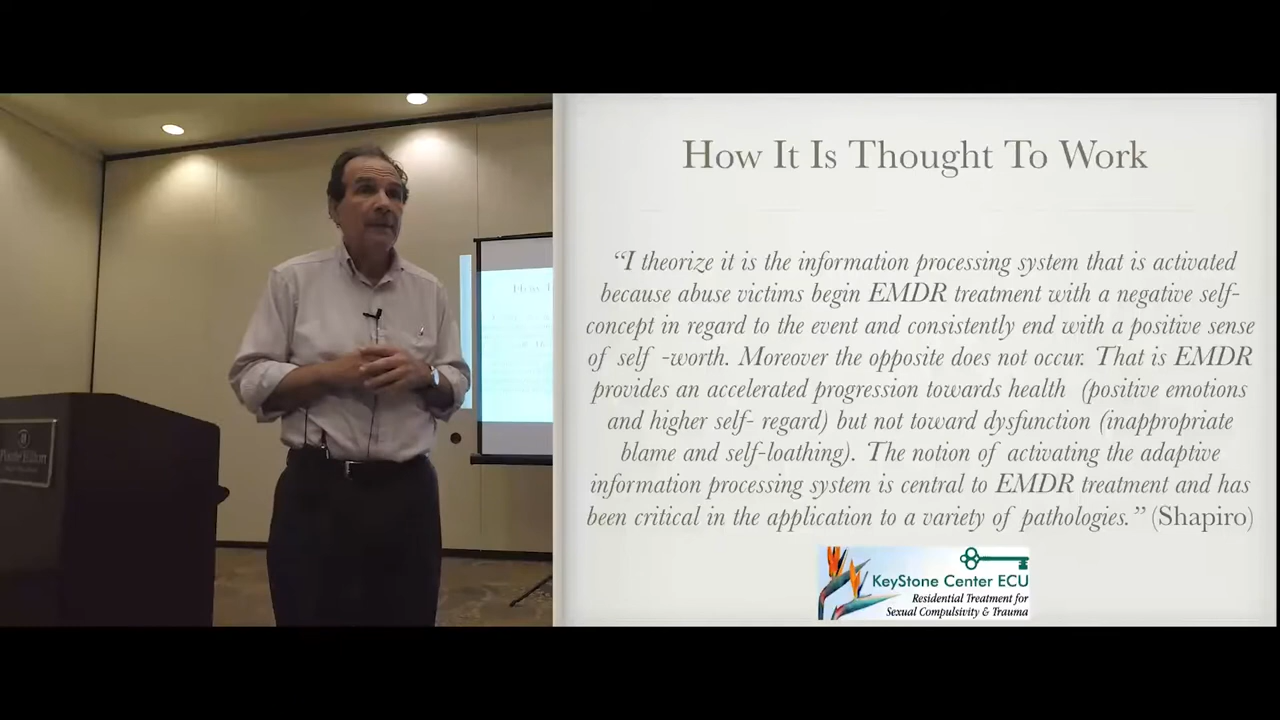 How It Is Thought To Work
“I theorize it is the information processing system that is activated
because abuse victims begin EMDR treatment with a negative self-
concept in regard to the event and consistently end with a positive sense
of self -worth. Moreover the opposite does not occur. That is EMDR
provides an accelerated progression towards health (positive emotions
and higher self- regard) but not toward dysfunction (inappropriate
blame and self-loathing). The notion of activating the adaptive
information processing system is central to EMDR treatment and has
been critical in the application to a variety of pathologies.” (Shapiro)
KeyStone Center ECU
Residential Treatment for
Sexual Compulsivity & Trauma